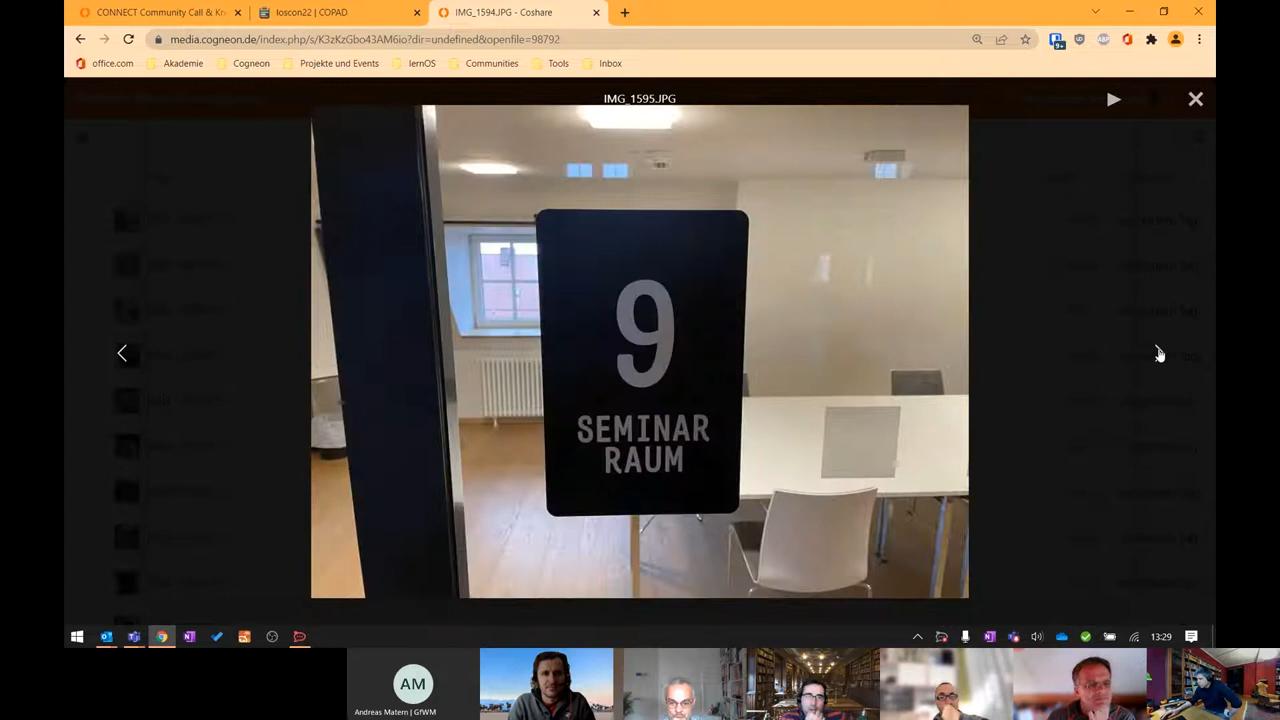 CONNECT Community Call & Kn
loscon22 | COPAD
IMG_1594.JPG - Coshare
media.cogneon.de/index.php/s/K3zKzGbo43AM6io?dir=undefined&openfile=98792
9+
office.com
Akademie
Cogneon
Projekte und Events
lernOS
Communities
Tools
Inbox
IMG_1595.JPG
9
SEMINAR
RAUM
13:29
AM
Andreas Matern | GfWM